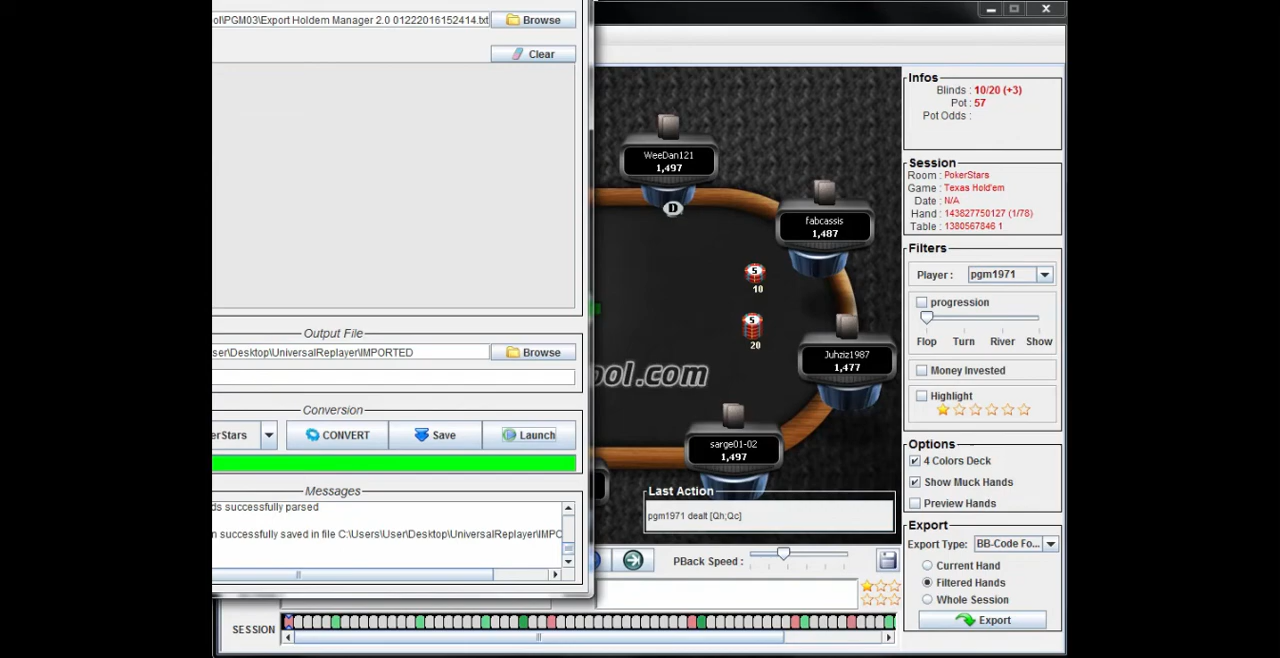 ol\PGM03\Export Holdem Manager 2.0 01222016152414.txt
Browse
Clear
Output File
ser\Desktop\UniversalReplayer\IMPORTED
Browse
Conversion
erStars
CONVERT
Save
Launch
Messages
ds successfully parsed
n successfully saved in file C:\Users\User\Desktop\UniversalReplayer\IMPO
WeeDan121
1,497
D
fabcassis
1,487
5
10
5
20
Juhziz1987
1,477
ool.com
sarge01-02
1,497
Last Action
pgm1971 dealt [Qh;Qc]
PBack Speed :
SESSION
Infos
Blinds : 10/20 (+3)
Pot : 57
Pot Odds :
Session
Room : PokerStars
Game : Texas Hold'em
Date : N/A
Hand : 143827750127 (1/78)
Table : 1380567846 1
Filters
Player : pgm1971
progression
Flop Turn River Show
Money Invested
Highlight
Options
4 Colors Deck
Show Muck Hands
Preview Hands
Export
Export Type: BB-Code Fo...
Current Hand
Filtered Hands
Whole Session
Export